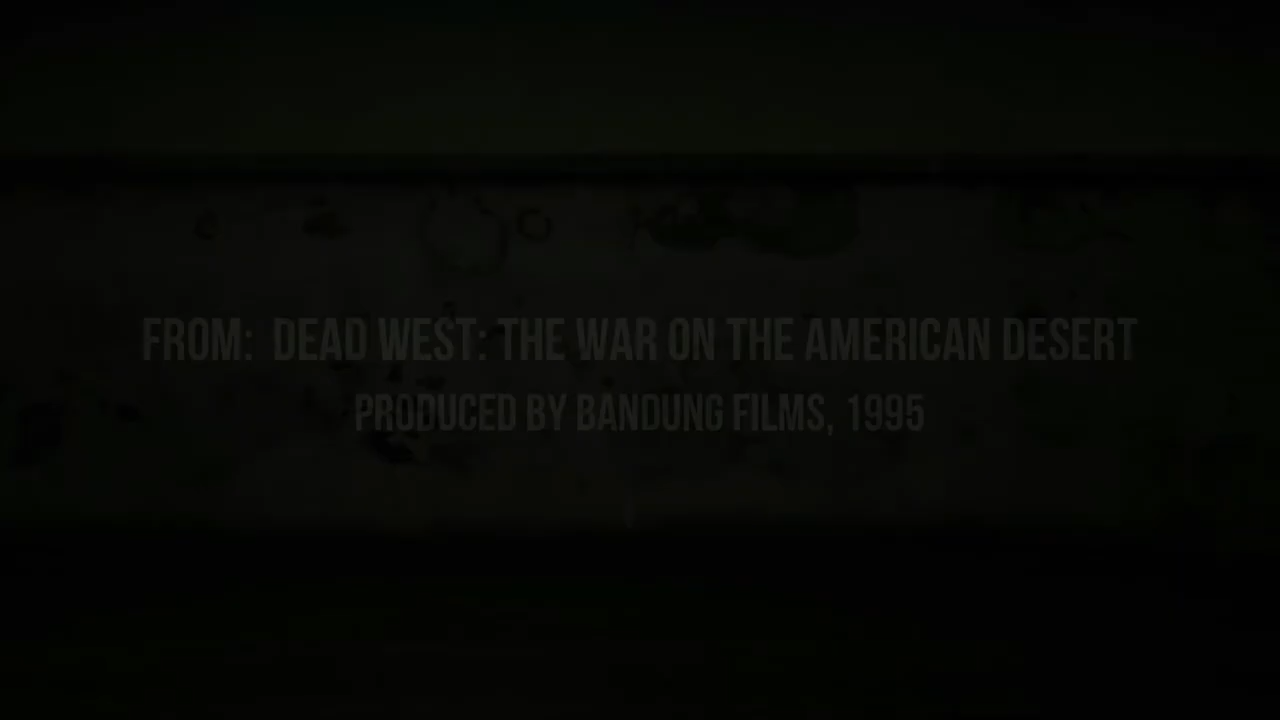 FROM: DEAD WEST: THE WAR ON THE AMERICAN DESERT
PRODUCED BY BANDUNG FILMS, 1995